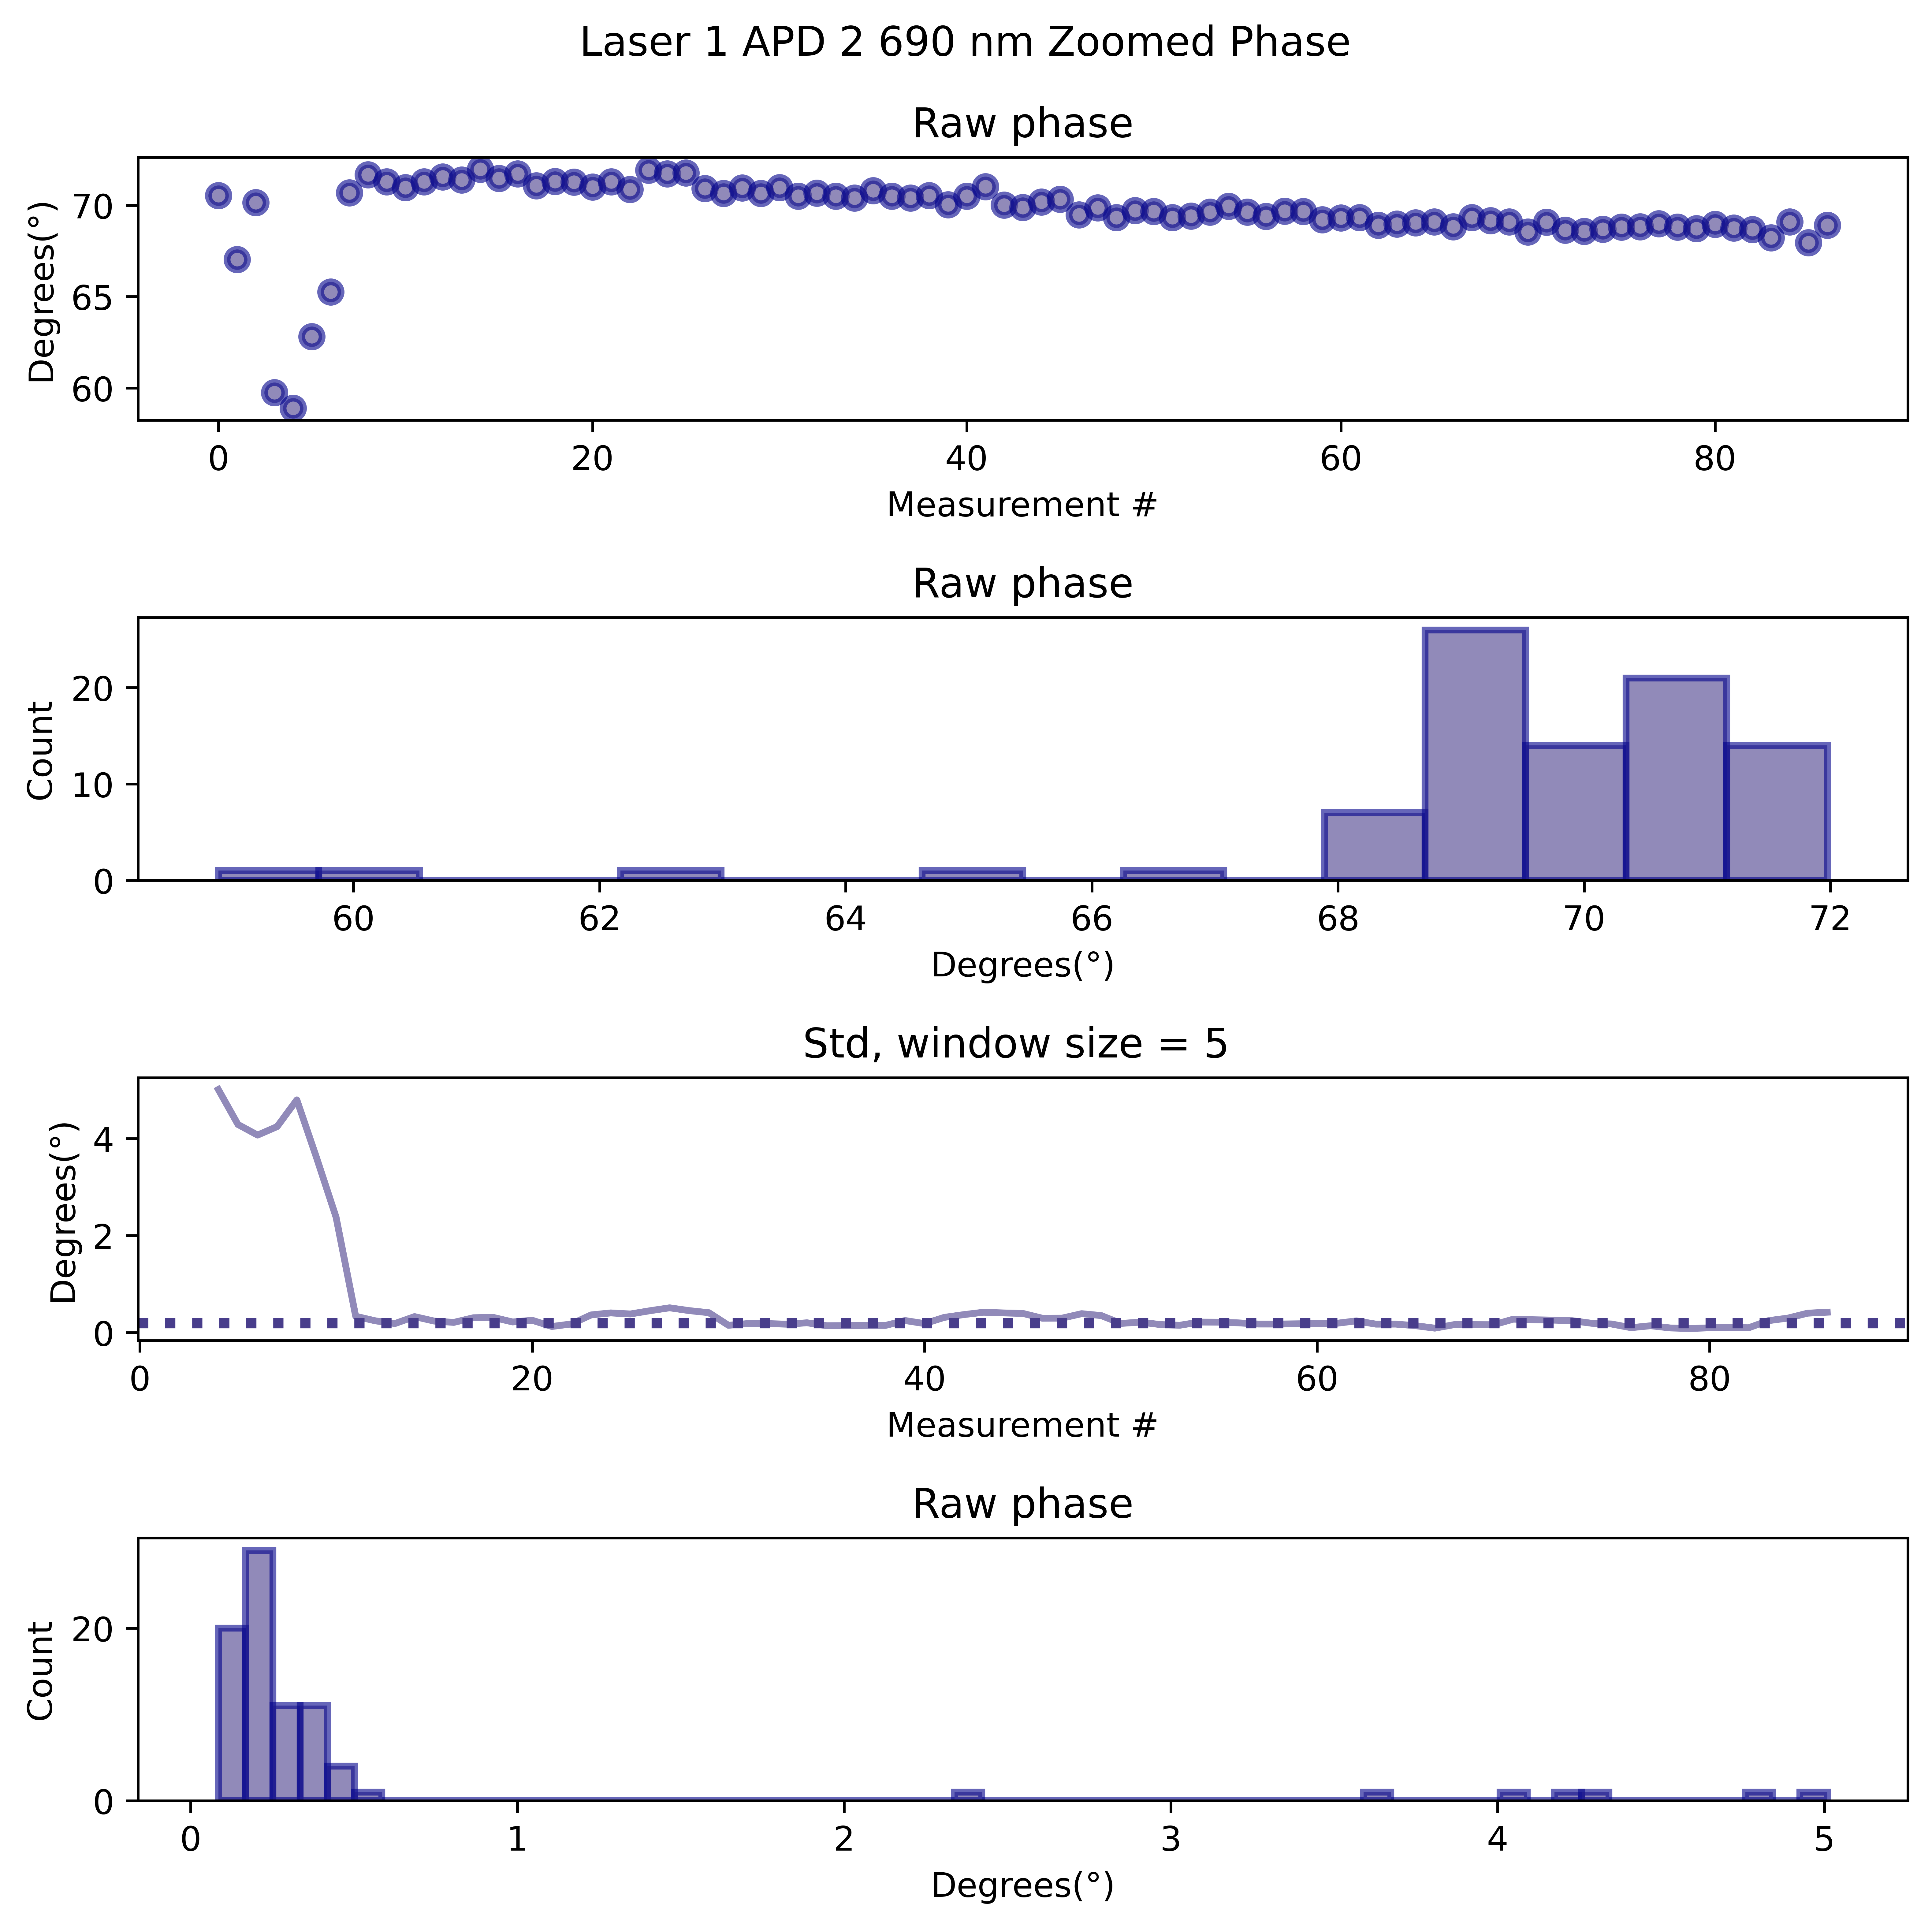 Laser 1 APD 2 690 nm Zoomed Phase
Raw phase
Degrees(°)
70
65
60
0 20 40 60 80
Measurement #
Raw phase
Count
20
10
0
60 62 64 66 68 70 72
Degrees(°)
Std, window size = 5
Degrees(°)
4
2
0
0 20 40 60 80
Measurement #
Raw phase
Count
20
0
0 1 2 3 4 5
Degrees(°)